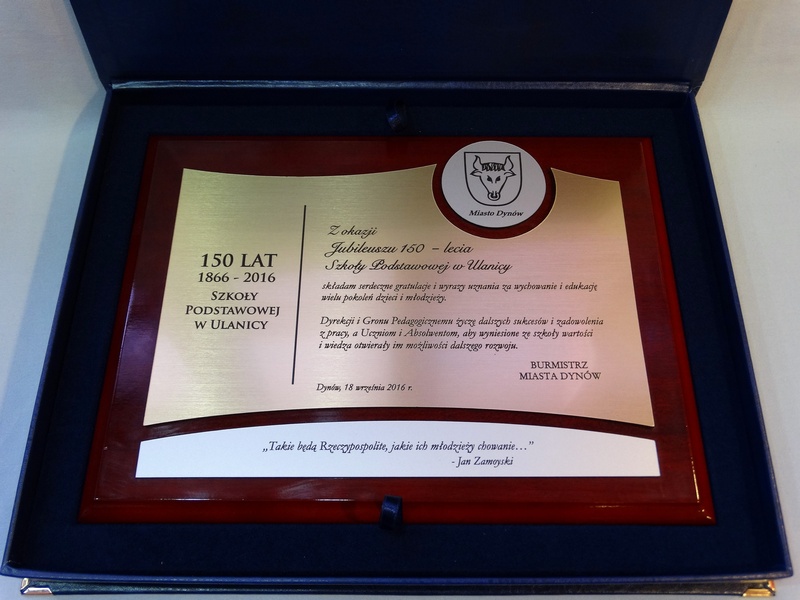 Miasto Dynów
150 LAT
1866 - 2016
SZKOŁY
PODSTAWOWEJ
W ULANICY
Z okazji
Jubileuszu 150 – lecia
Szkoły Podstawowej w Ulanicy
składam serdeczne gratulacje i wyrazy uznania za wychowanie i edukację
wielu pokoleń dzieci i młodzieży.
Dyrekcji i Gronu Pedagogicznemu życzę dalszych sukcesów i zadowolenia
z pracy, a Uczniom i Absolwentom, aby wyniesione ze szkoły wartości
i wiedza otwierały im możliwości dalszego rozwoju.
BURMISTRZ
MIASTA DYNÓW
Dynów, 18 września 2016 r.
„Takie będą Rzeczypospolite, jakie ich młodzieży chowanie…”
- Jan Zamoyski